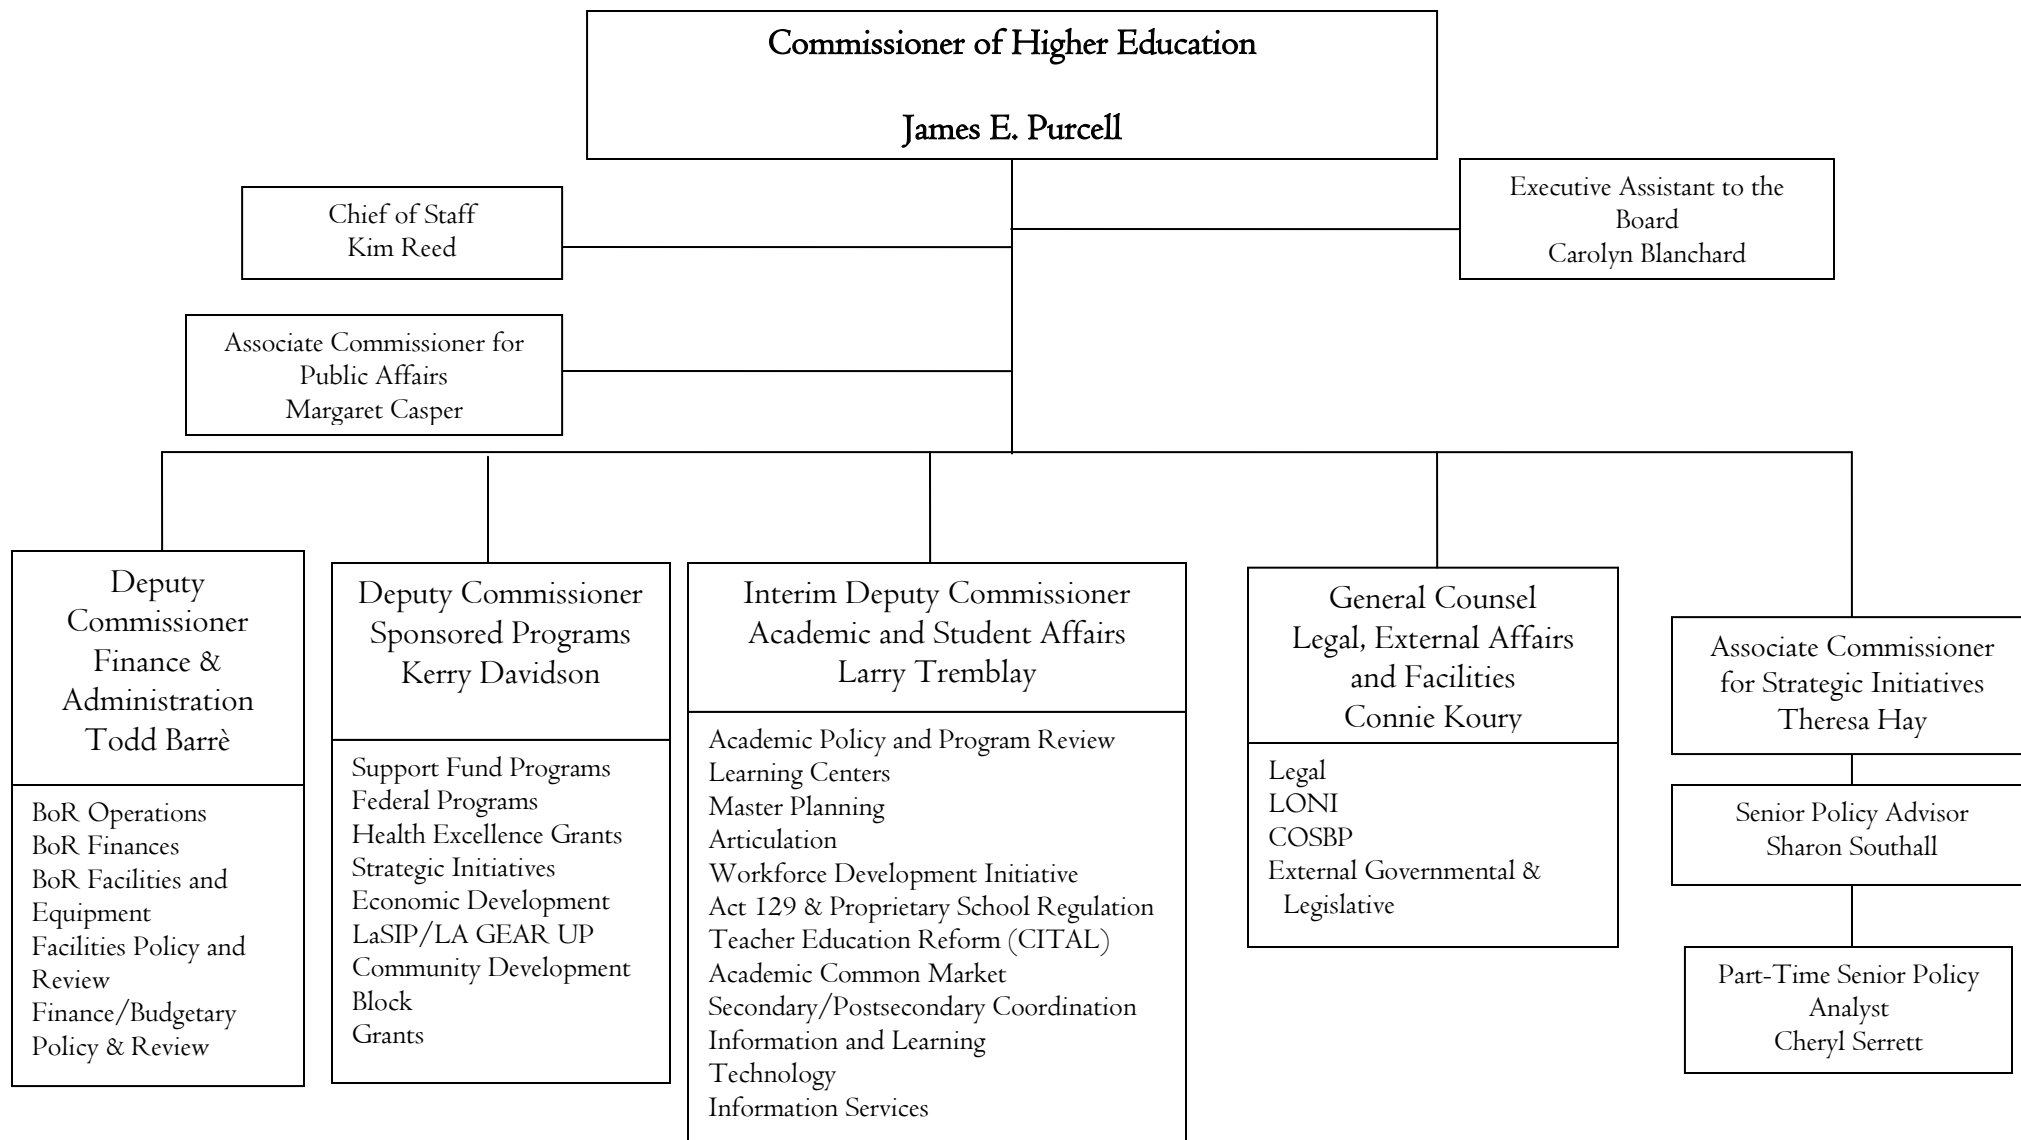 Commissioner of Higher Education
James E. Purcell
Chief of Staff
Kim Reed
Executive Assistant to the
Board
Carolyn Blanchard
Associate Commissioner for
Public Affairs
Margaret Casper
Deputy
Commissioner
Finance &
Administration
Todd Barrè
BoR Operations
BoR Finances
BoR Facilities and
Equipment
Facilities Policy and
Review
Finance/Budgetary
Policy & Review
Deputy Commissioner
Sponsored Programs
Kerry Davidson
Support Fund Programs
Federal Programs
Health Excellence Grants
Strategic Initiatives
Economic Development
LaSIP/LA GEAR UP
Community Development
Block
Grants
Interim Deputy Commissioner
Academic and Student Affairs
Larry Tremblay
Academic Policy and Program Review
Learning Centers
Master Planning
Articulation
Workforce Development Initiative
Act 129 & Proprietary School Regulation
Teacher Education Reform (CITAL)
Academic Common Market
Secondary/Postsecondary Coordination
Information and Learning
Technology
Information Services
General Counsel
Legal, External Affairs
and Facilities
Connie Koury
Legal
LONI
COSBP
External Governmental &
Legislative
Associate Commissioner
for Strategic Initiatives
Theresa Hay
Senior Policy Advisor
Sharon Southall
Part-Time Senior Policy
Analyst
Cheryl Serrett